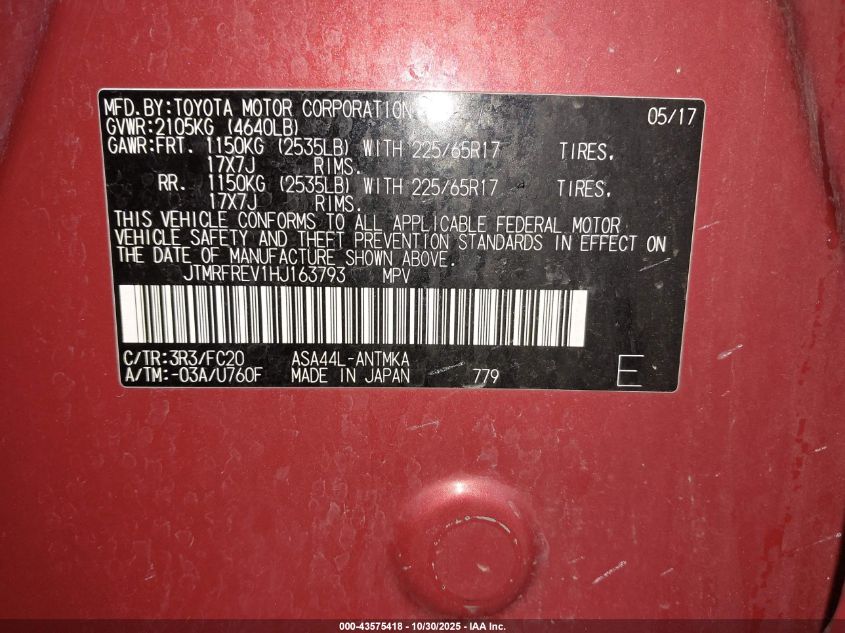 MFD.BY:TOYOTA MOTOR CORPORATION 05/17
GVWR:2105KG (4640LB)
GAWR:FRT. 1150KG (2535LB) WITH 225/65R17 TIRES,
17X7J RIMS.
RR. 1150KG (2535LB) WITH 225/65R17 TIRES,
17X7J RIMS.
THIS VEHICLE CONFORMS TO ALL APPLICABLE FEDERAL MOTOR
VEHICLE SAFETY AND THEFT PREVENTION STANDARDS IN EFFECT ON
THE DATE OF MANUFACTURE SHOWN ABOVE.
JTMRFREV1HJ163793 MPV
C/TR:3R3/FC20 ASA44L-ANTMKA
A/TM:-03A/U760F MADE IN JAPAN 779 E
000-43575418 - 10/30/2025 - IAA Inc.